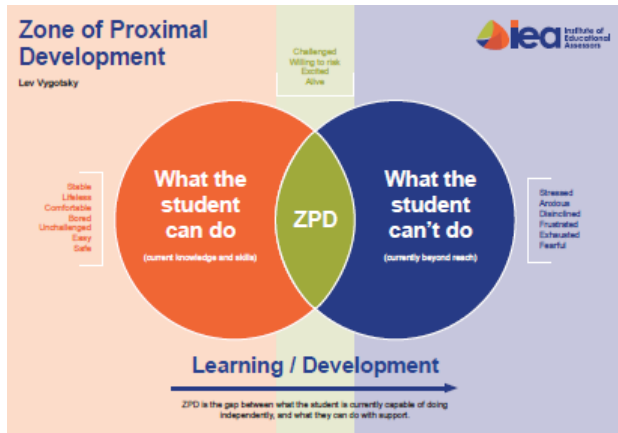 Zone of Proximal
Development
Lev Vygotsky
iea
Institute of
Educational
Assessors
Challenged
Willing to risk
Excited
Alive
Stable
Lifeless
Comfortable
Bored
Unchallenged
Easy
Safe
What the
student
can do
(current knowledge and skills)
ZPD
What the
student
can't do
(currently beyond reach)
Stressed
Anxious
Disinclined
Frustrated
Exhausted
Fearful
Learning / Development
ZPD is the gap between what the student is currently capable of doing
independently, and what they can do with support.